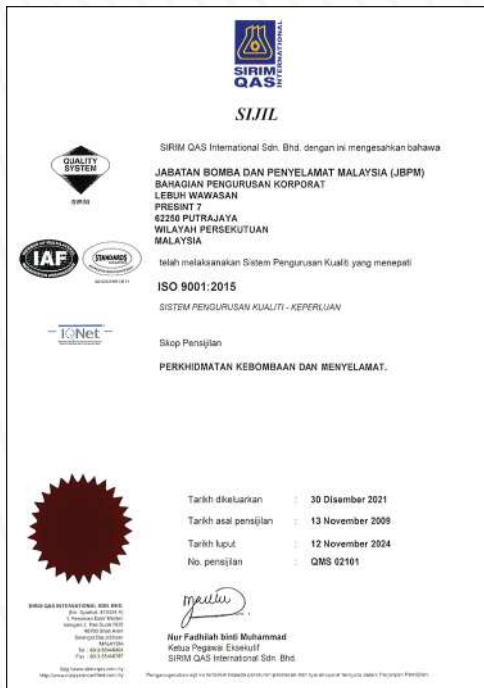 SIRIM
QAS
INTERNATIONAL
SIJIL
SIRIM QAS International Sdn. Bhd. dengan ini mengesahkan bahawa
QUALITY
SYSTEM
JABATAN BOMBA DAN PENYELAMAT MALAYSIA (JBPM)
BAHAGIAN PENGURUSAN KORPORAT
LEBUH WAWASAN
PRESINT 7
62250 PUTRAJAYA
WILAYAH PERSEKUTUAN
MALAYSIA
IAF
STANDARDS
telah melaksanakan Sistem Pengurusan Kualiti yang menepati
ISO 9001:2015
SISTEM PENGURUSAN KUALITI - KEPERLUAN
IQNet
Skop Pensijilan
PERKHIDMATAN KEBOMBAAN DAN MENYELAMAT.
Tarikh dikeluarkan : 30 Disember 2021
Tarikh asal pensijilan : 13 November 2009
Tarikh luput : 12 November 2024
No. pensijilan : QMS 02101
SIRIM QAS INTERNATIONAL SDN. BHD.
MALAYSIA
Nur Fadhilah binti Muhammad
Ketua Pegawai Eksekutif
SIRIM QAS International Sdn. Bhd.